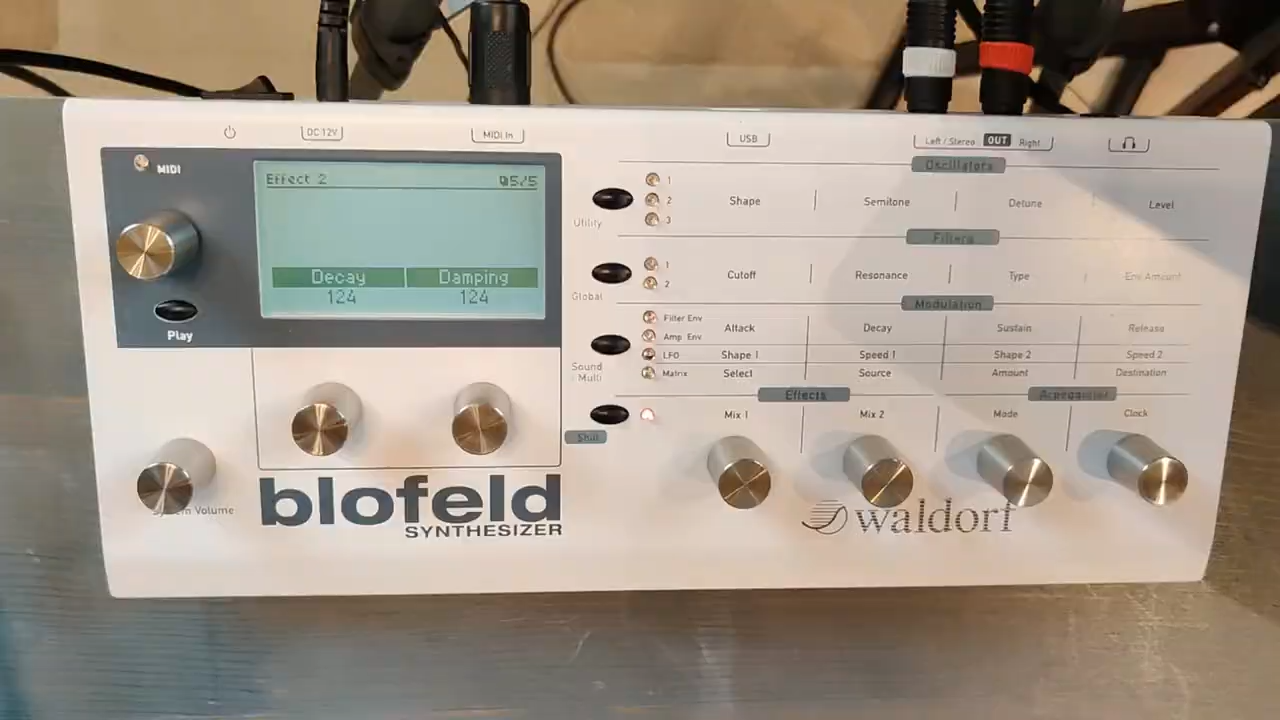 DC 12V
MIDI In
USB
Left / Stereo OUT Right
MIDI
Effect 2 5/5
Decay Damping
124 124
Play
System Volume
blofeld
SYNTHESIZER
Utility
Global
Sound
/ Multi
Shift
Oscillators
1
2
3
Shape Semitone Detune Level
Filters
1
2
Cutoff Resonance Type Env Amount
Modulation
Filter Env
Amp Env
Attack Decay Sustain Release
LFO Shape 1 Speed 1 Shape 2 Speed 2
Matrix Select Source Amount Destination
Effects Arpeggiator
Mix 1 Mix 2 Mode Clock
waldorf